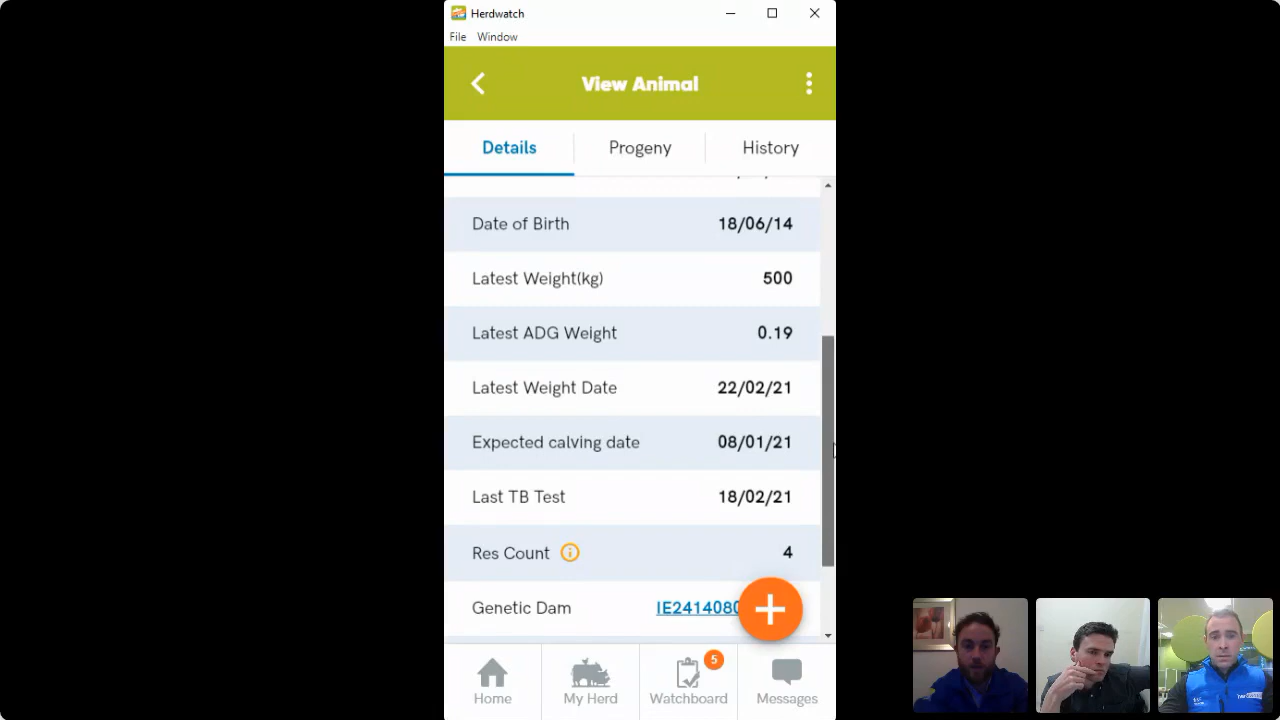 Herdwatch
File Window
View Animal
Details Progeny History
Date of Birth 18/06/14
Latest Weight(kg) 500
Latest ADG Weight 0.19
Latest Weight Date 22/02/21
Expected calving date 08/01/21
Last TB Test 18/02/21
Res Count 4
Genetic Dam IE2414080
5
Home My Herd Watchboard Messages